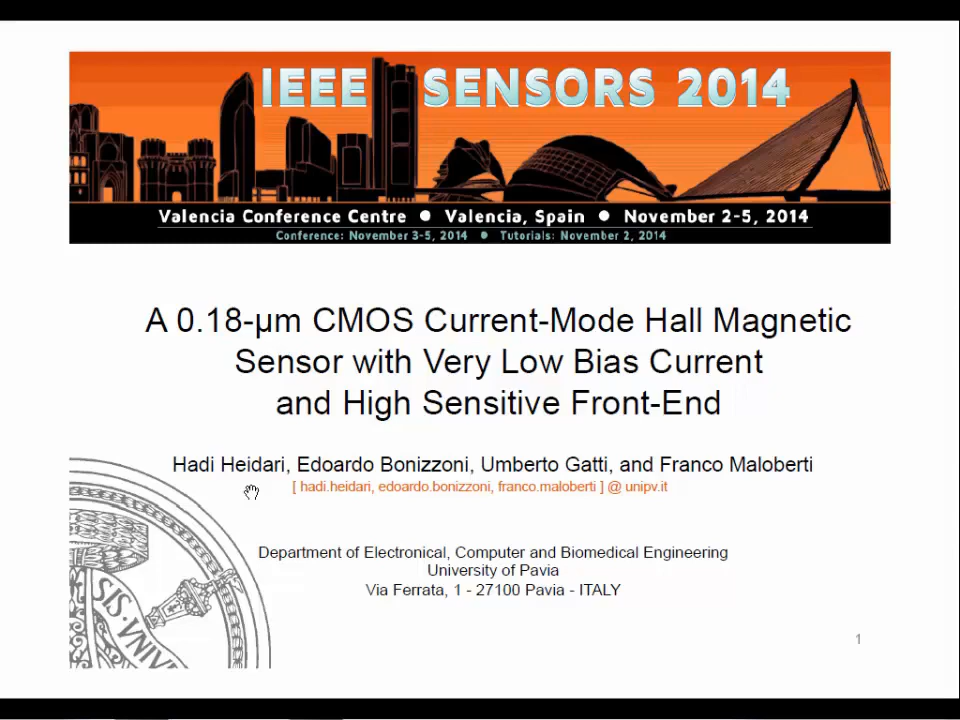 IEEE SENSORS 2014
Valencia Conference Centre ● Valencia, Spain ● November 2-5, 2014
Conference: November 3-5, 2014 ● Tutorials: November 2, 2014
A 0.18-µm CMOS Current-Mode Hall Magnetic
Sensor with Very Low Bias Current
and High Sensitive Front-End
Hadi Heidari, Edoardo Bonizzoni, Umberto Gatti, and Franco Maloberti
[ hadi.heidari, edoardo.bonizzoni, franco.maloberti ] @ unipv.it
Department of Electronical, Computer and Biomedical Engineering
University of Pavia
Via Ferrata, 1 - 27100 Pavia - ITALY
SIS·VNIV
1